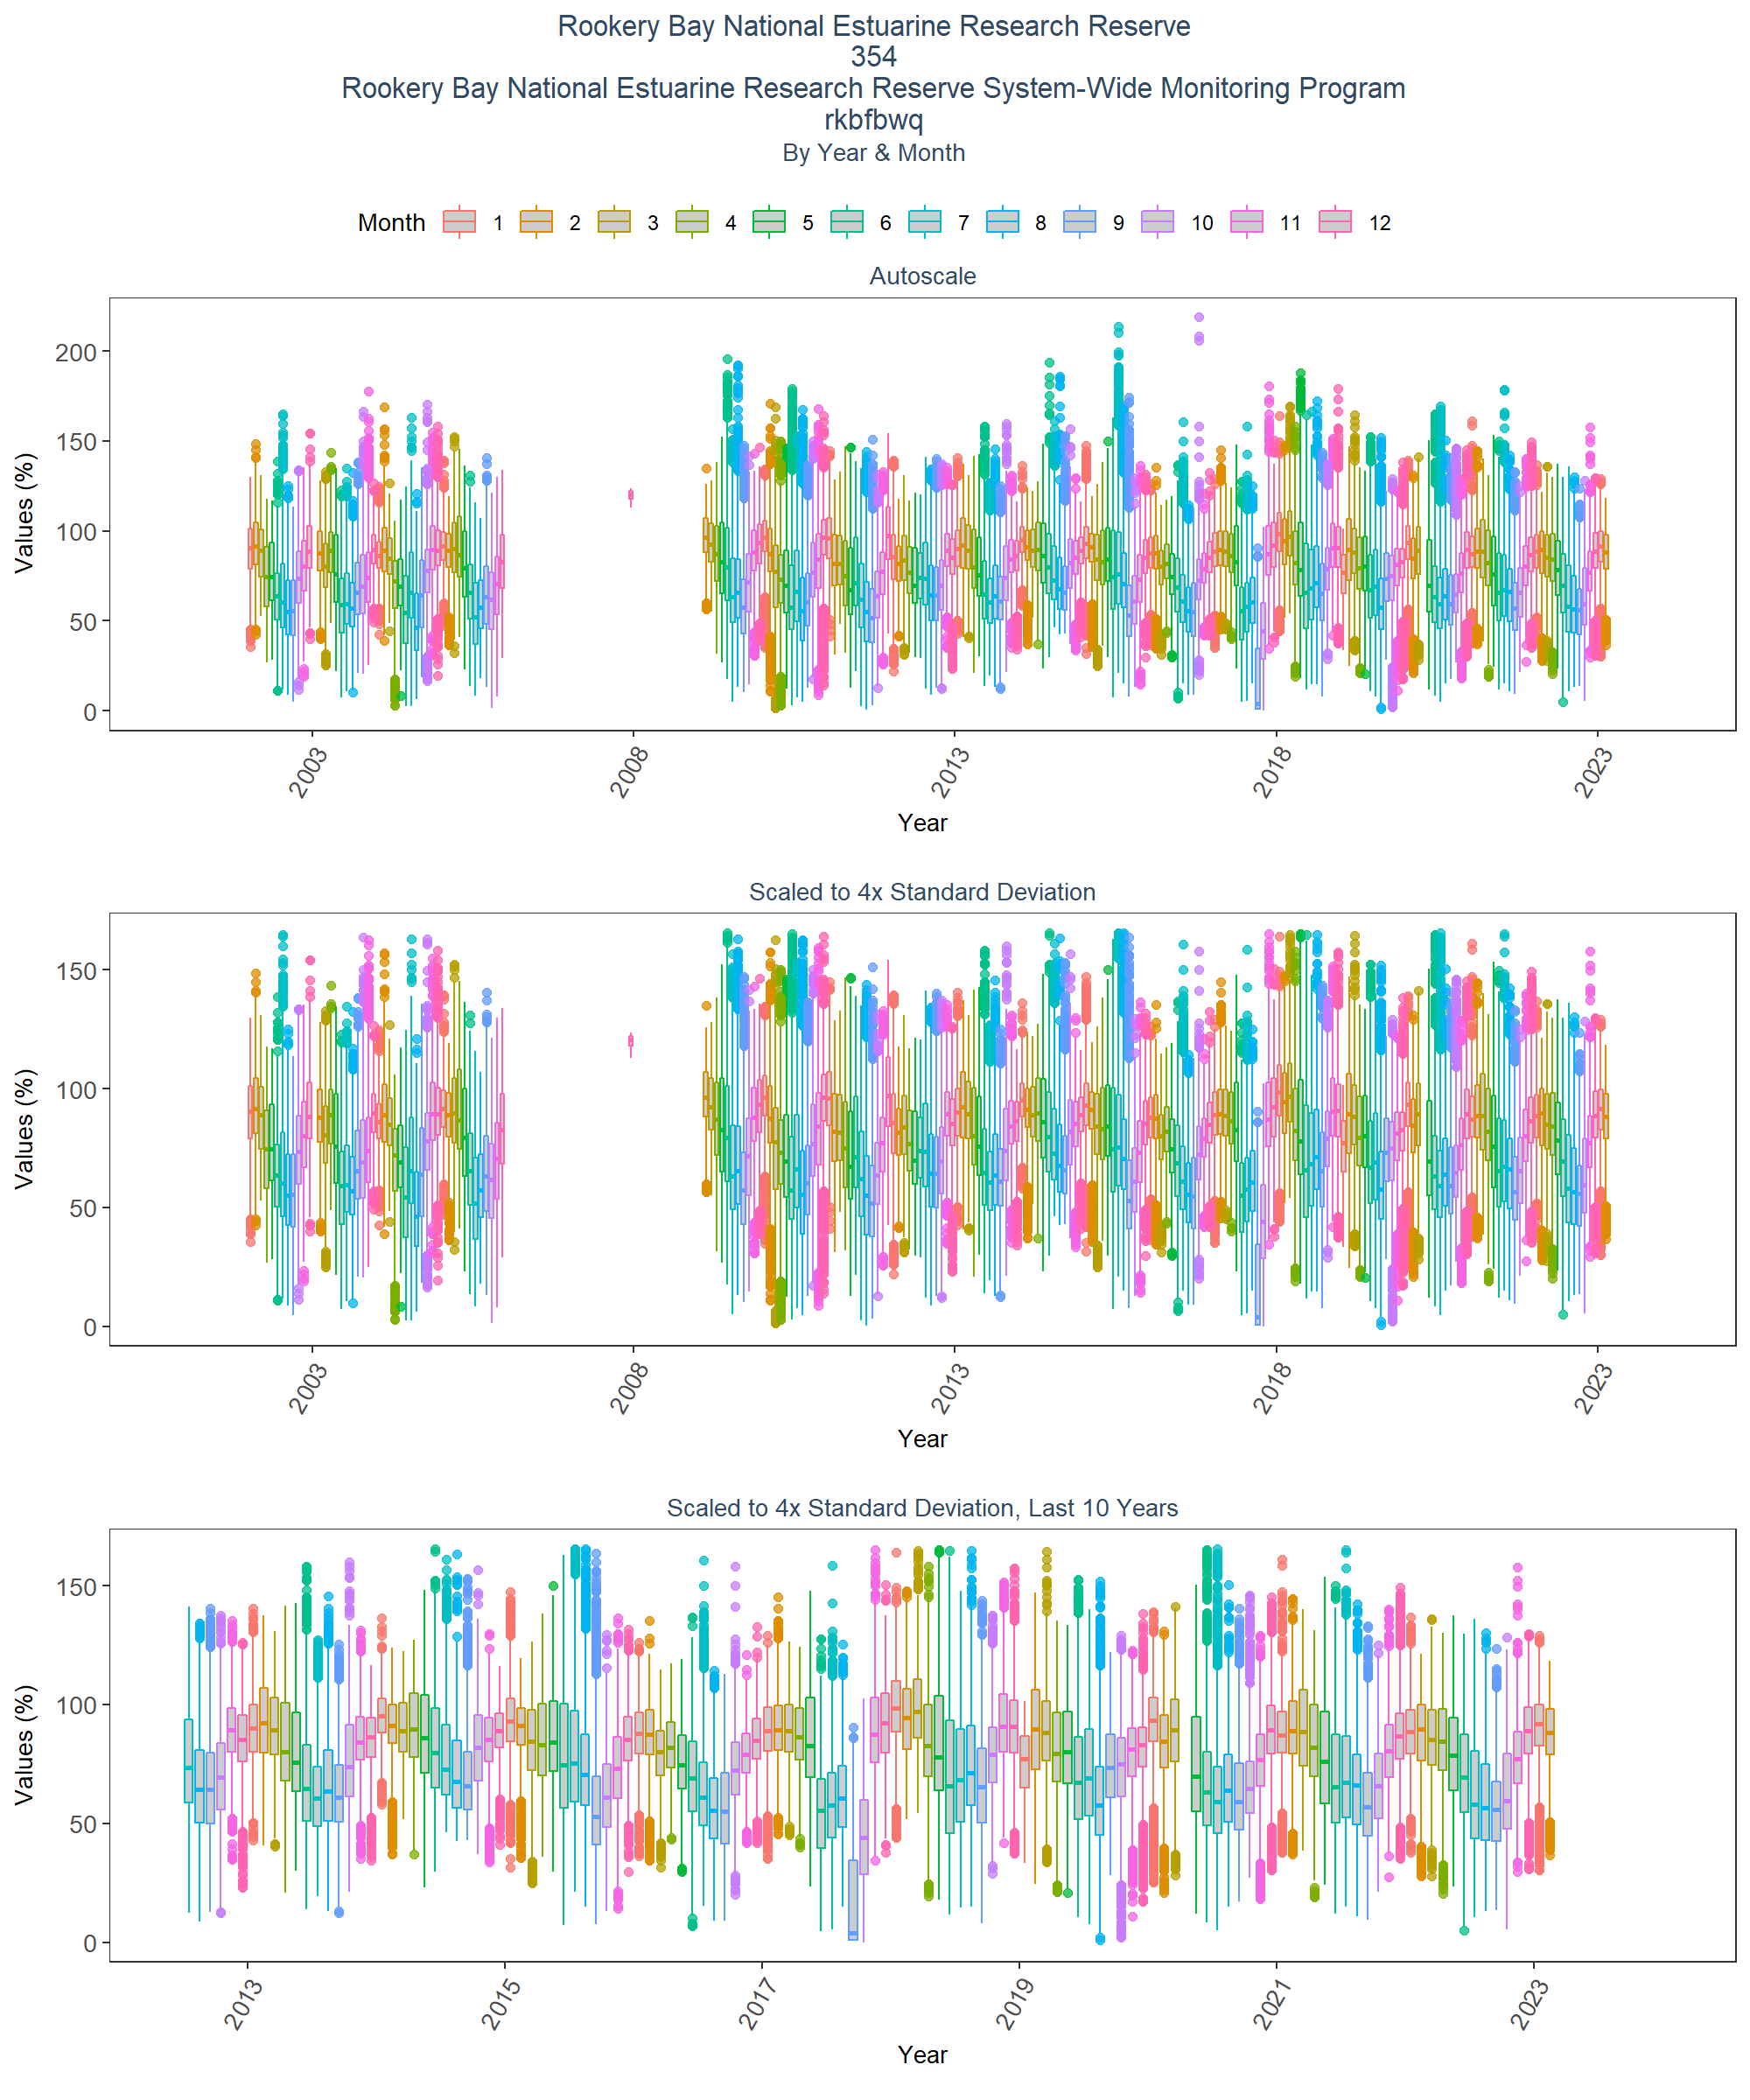 Rookery Bay National Estuarine Research Reserve
354
Rookery Bay National Estuarine Research Reserve System-Wide Monitoring Program
rkbfbwq
By Year & Month
Month 1 2 3 4 5 6 7 8 9 10 11 12
Autoscale
Values (%)
200
150
100
50
0
2003 2008 2013 2018 2023
Year
Scaled to 4x Standard Deviation
Values (%)
150
100
50
0
2003 2008 2013 2018 2023
Year
Scaled to 4x Standard Deviation, Last 10 Years
Values (%)
150
100
50
0
2013 2015 2017 2019 2021 2023
Year